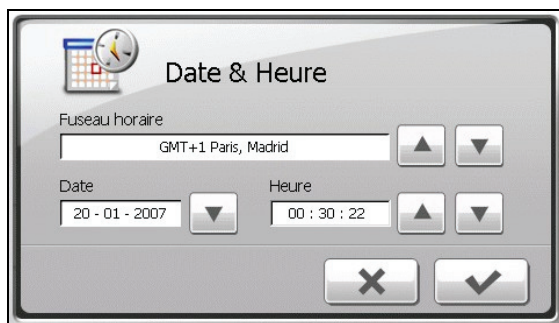 Date & Heure
Fuseau horaire
GMT+1 Paris, Madrid
Date
Heure
20 - 01 - 2007
00 : 30 : 22